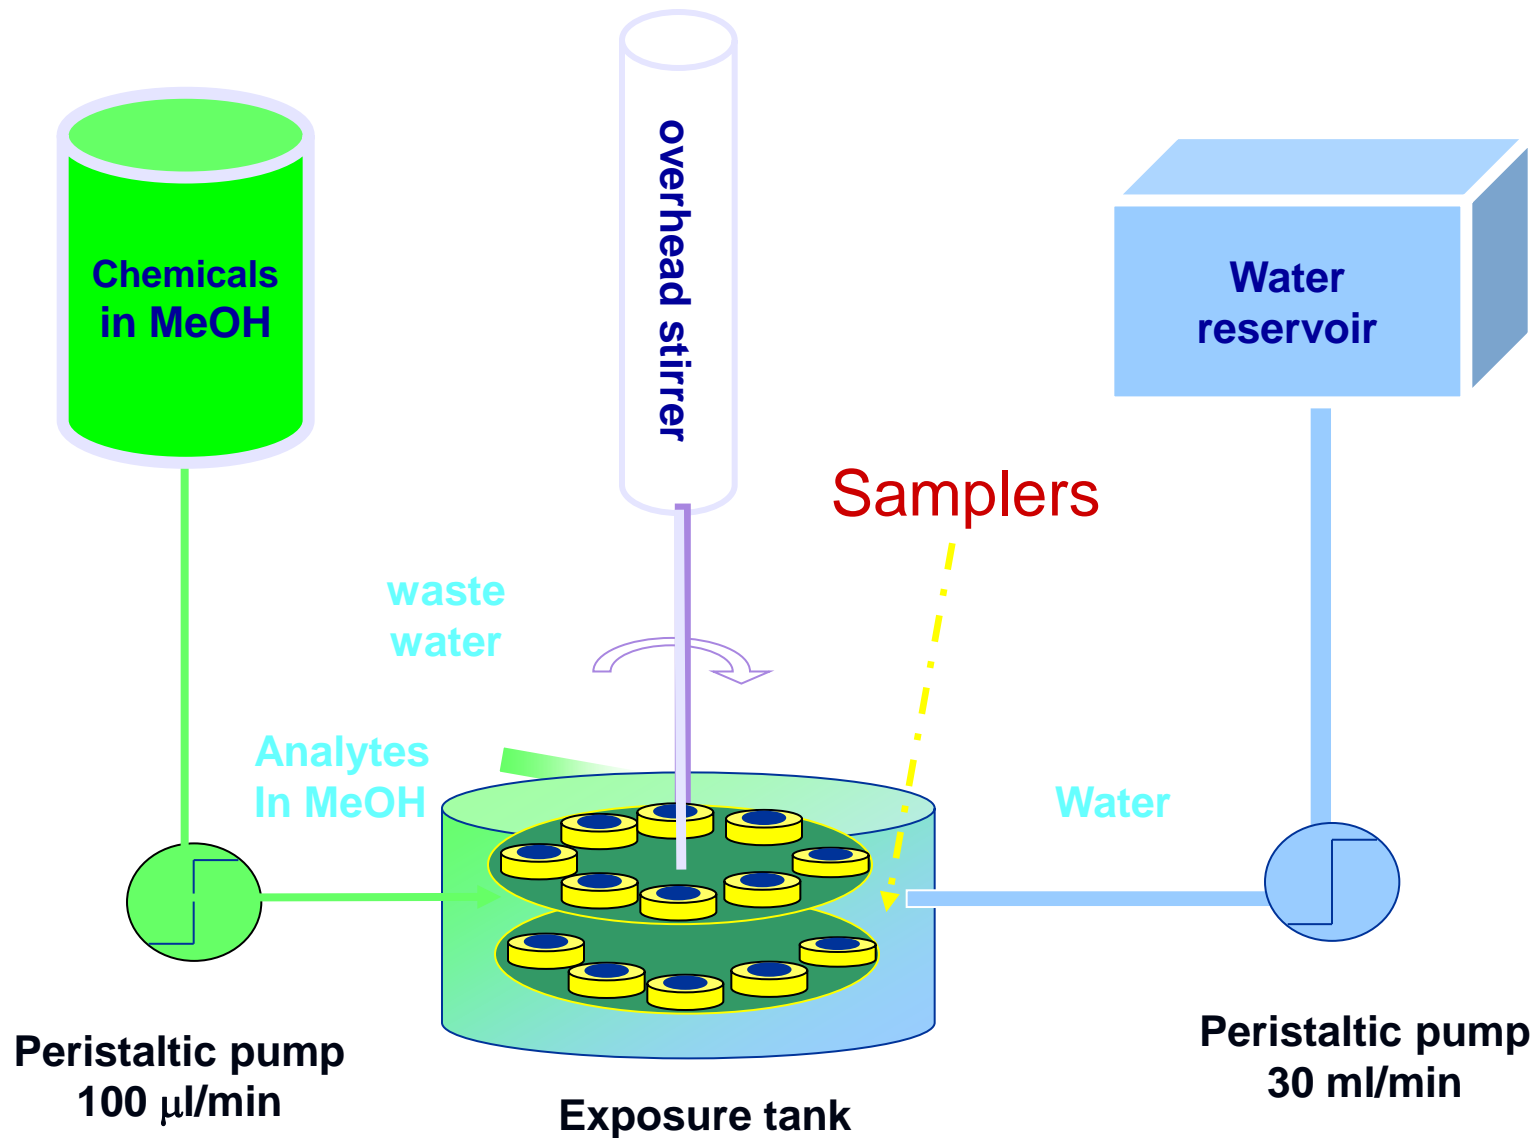 Chemicals
in MeOH
overhead stirrer
Water
reservoir
Samplers
waste
water
Analytes
In MeOH
Water
Peristaltic pump
100 μl/min
Exposure tank
Peristaltic pump
30 ml/min